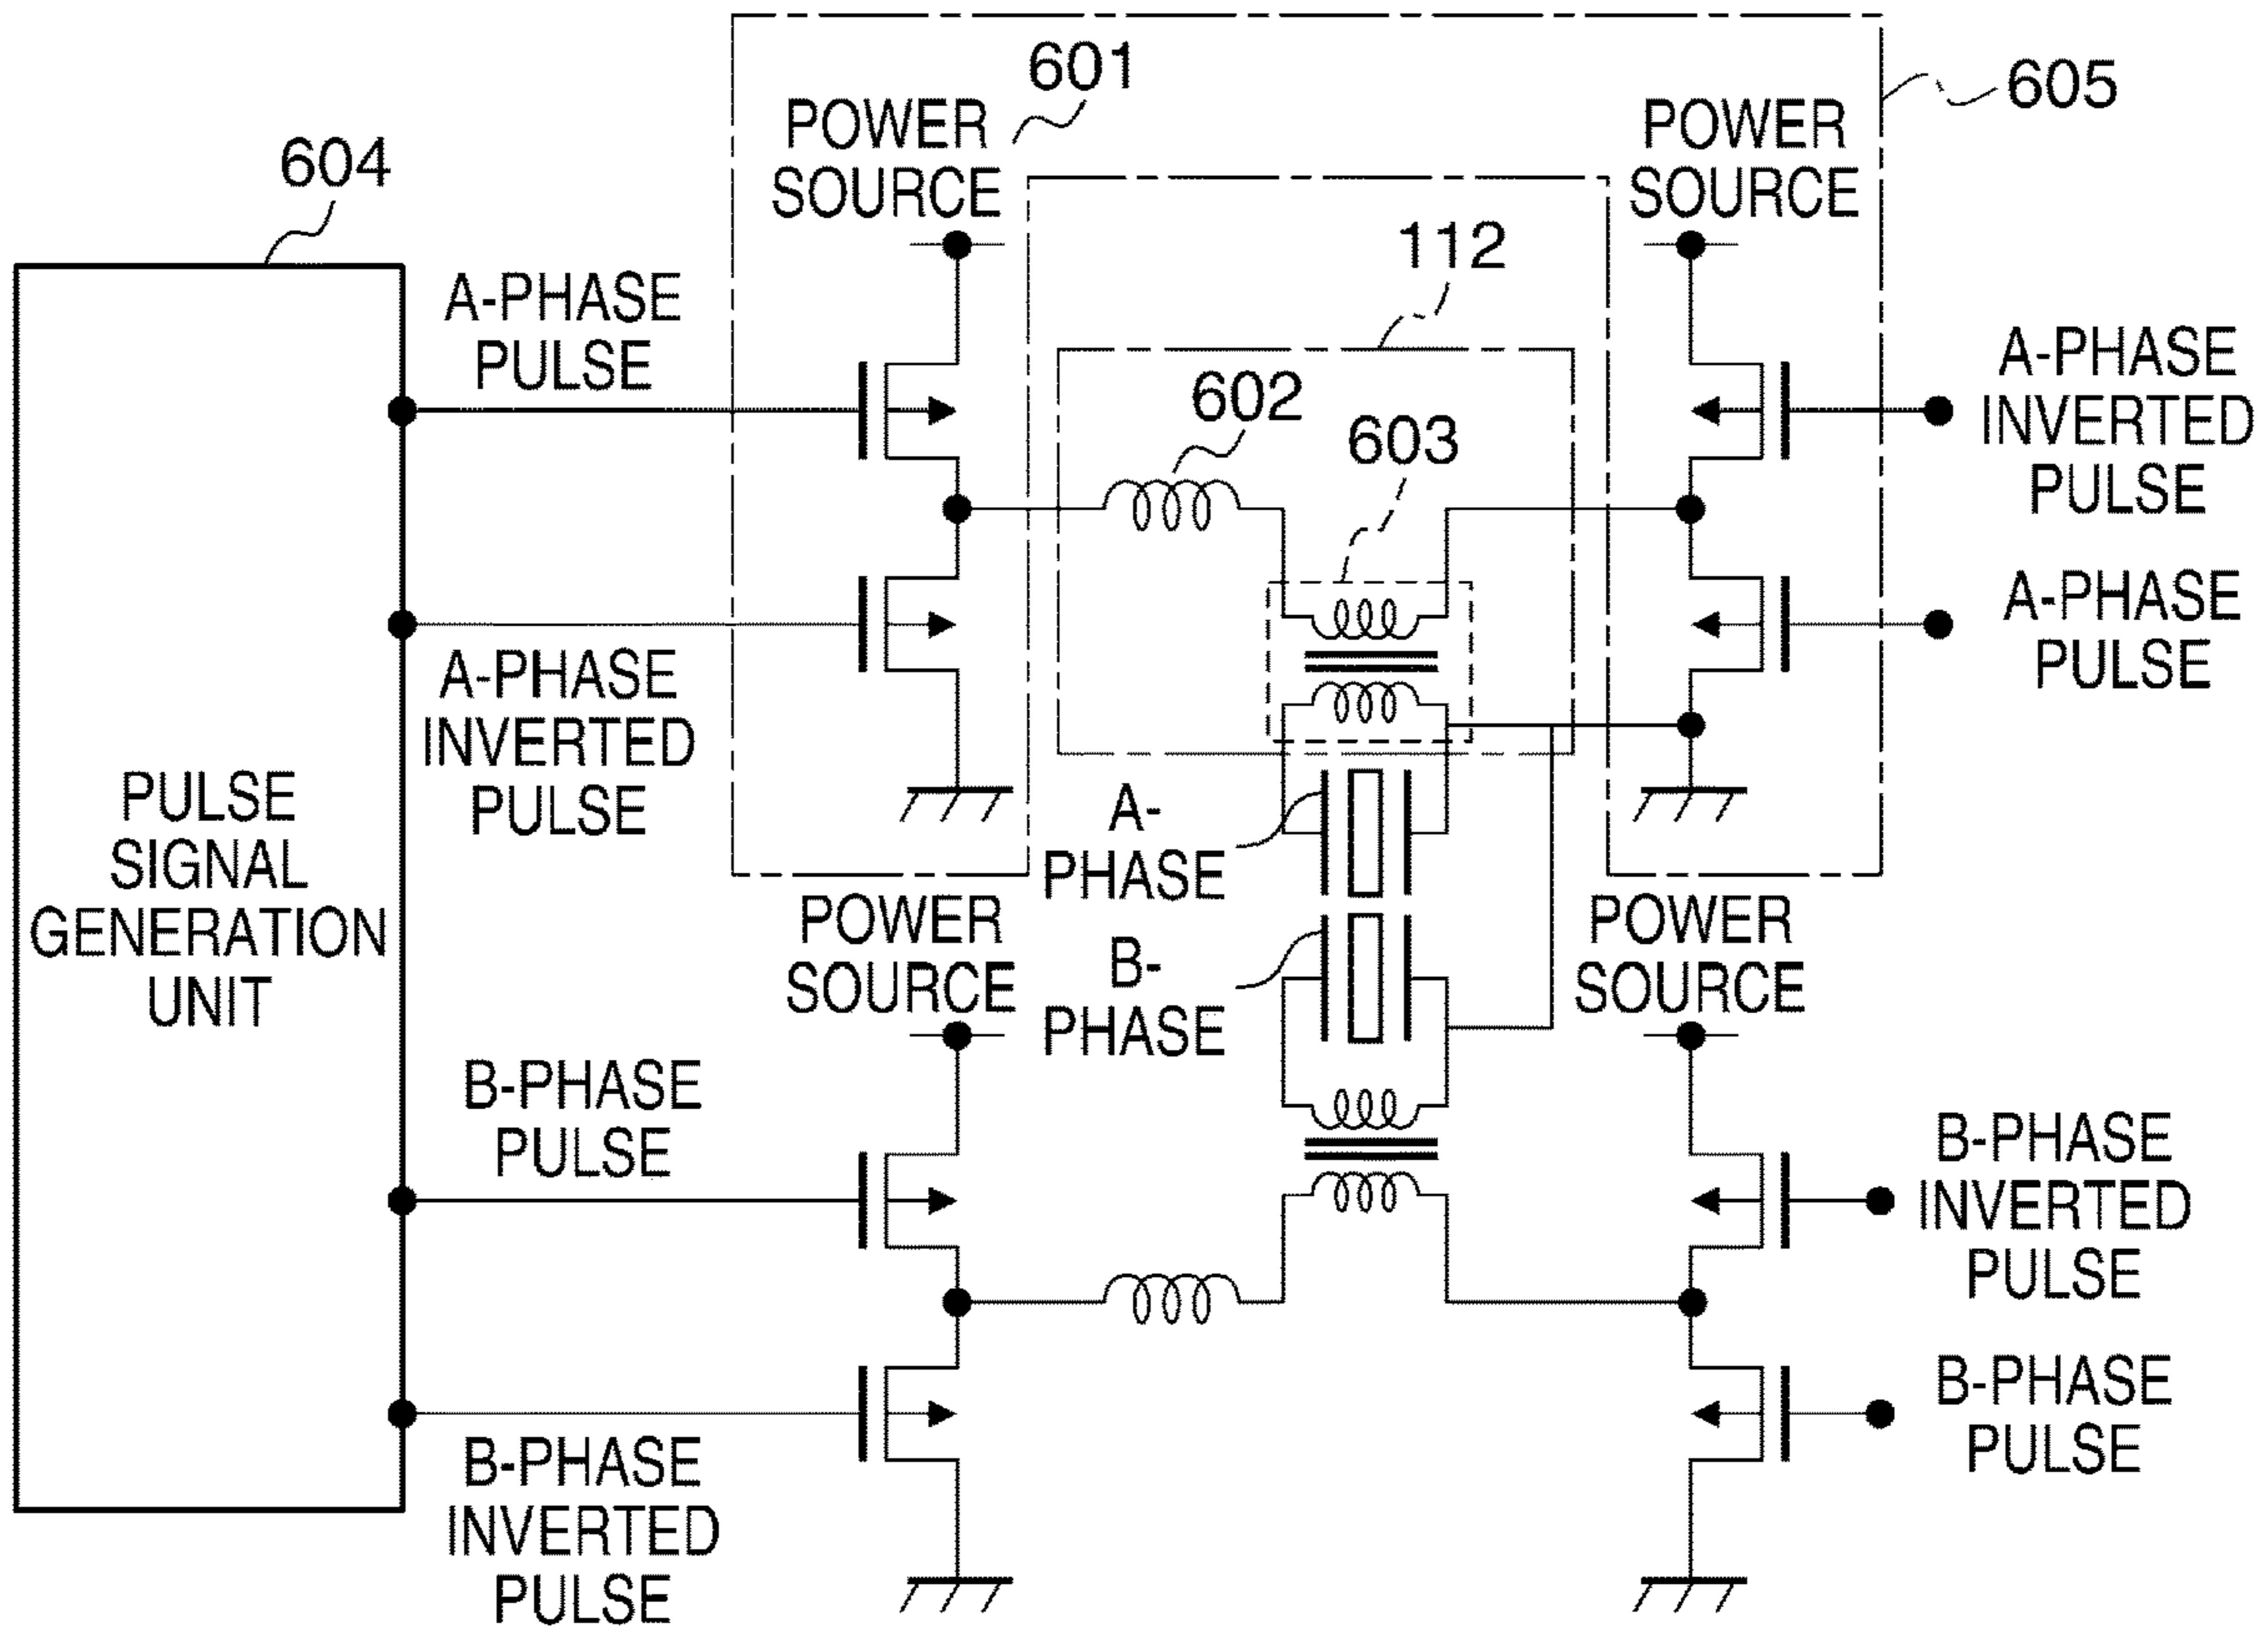 601
605
POWER
SOURCE
POWER
SOURCE
604
112
A-PHASE
PULSE
A-PHASE
INVERTED
PULSE
602
603
A-PHASE
INVERTED
PULSE
A-PHASE
PULSE
PULSE
SIGNAL
GENERATION
UNIT
A-
PHASE
B-
PHASE
POWER
SOURCE
POWER
SOURCE
B-PHASE
PULSE
B-PHASE
INVERTED
PULSE
B-PHASE
INVERTED
PULSE
B-PHASE
PULSE